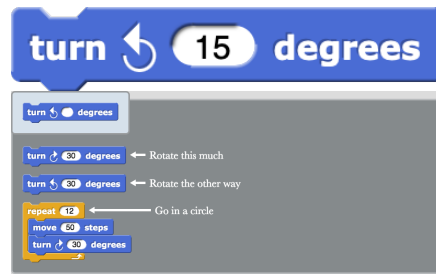 turn 15 degrees
turn degrees
turn 30 degrees Rotate this much
turn 30 degrees Rotate the other way
repeat 12 Go in a circle
move 50 steps
turn 30 degrees